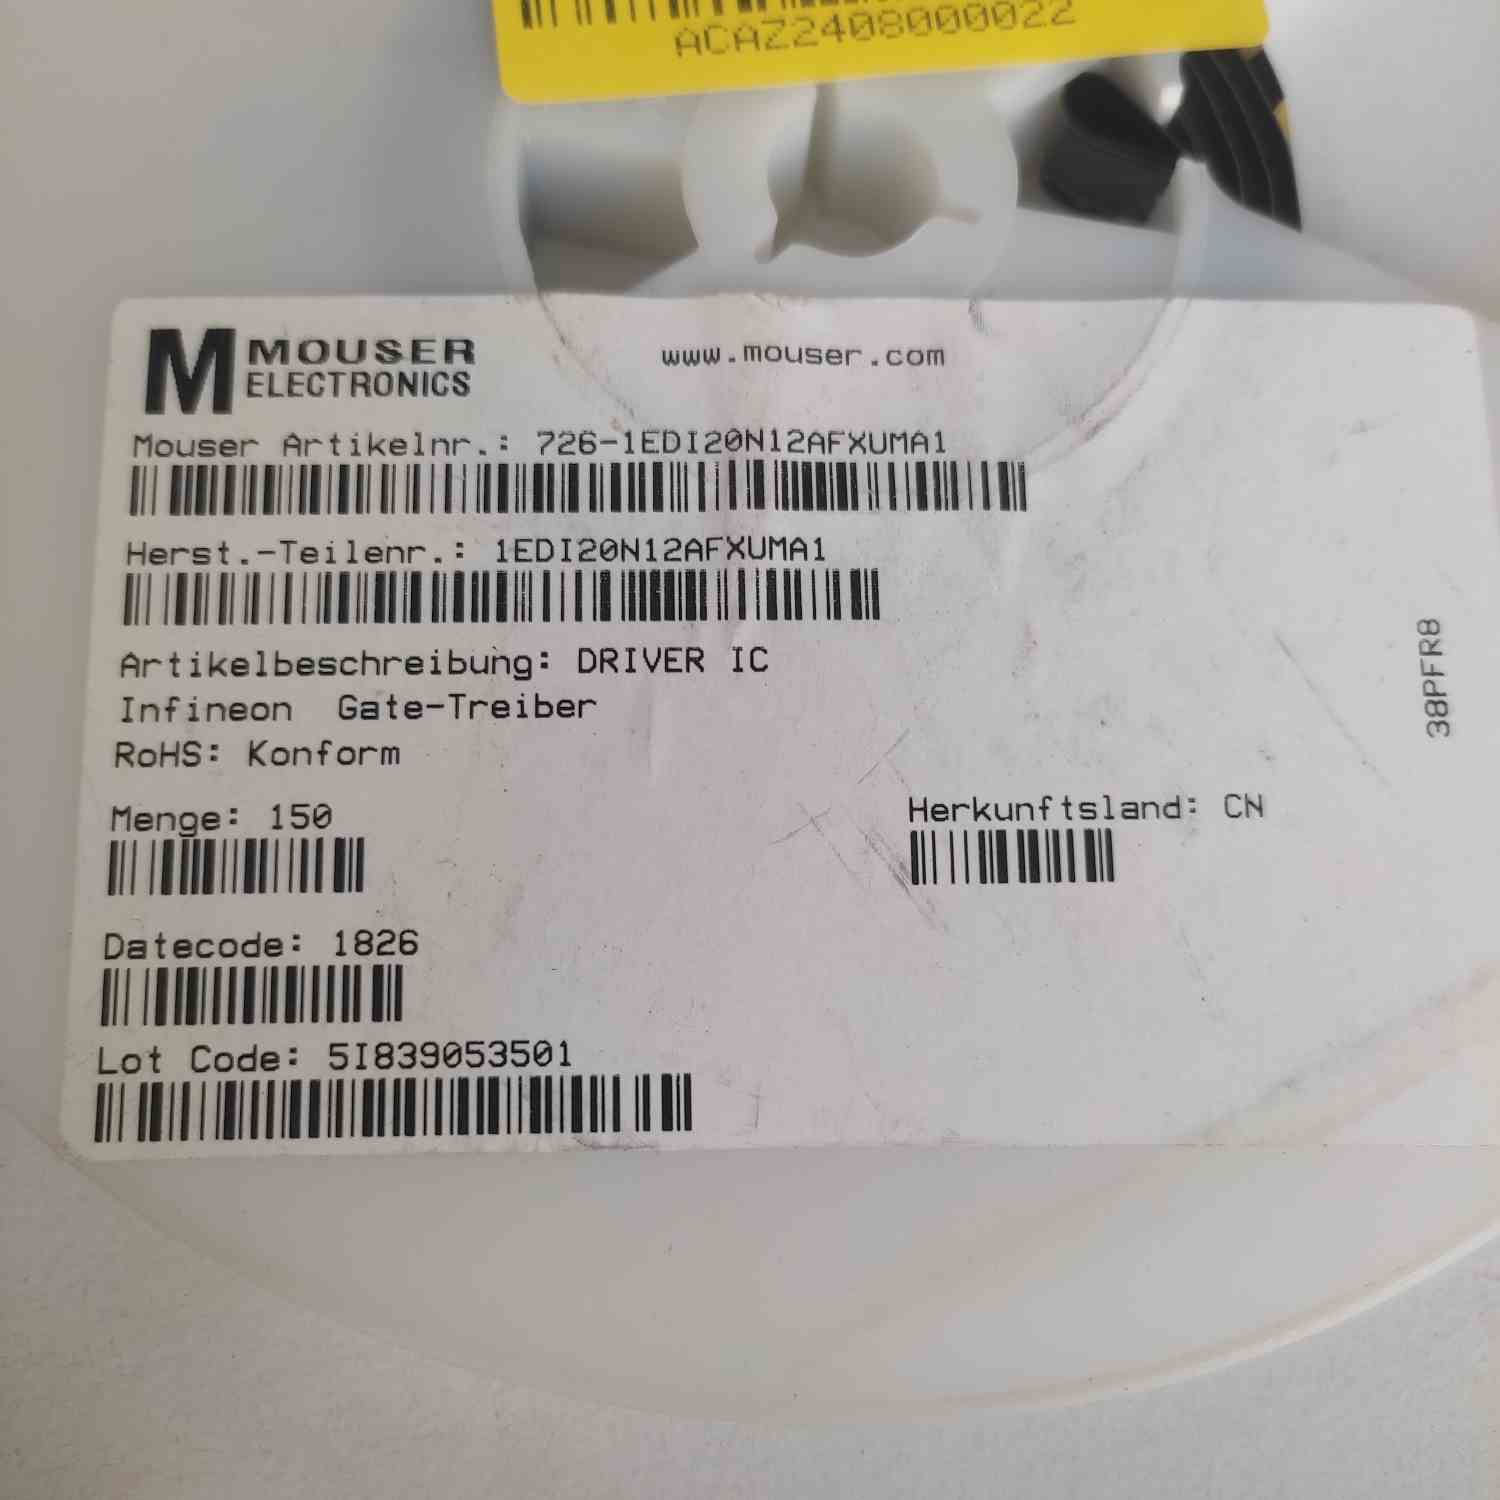 ACAZ2408000022
M MOUSER
ELECTRONICS
www.mouser.com
Mouser Artikelnr.: 726-1EDI20N12AFXUMA1
Herst.-Teilenr.: 1EDI20N12AFXUMA1
Artikelbeschreibung: DRIVER IC
Infineon Gate-Treiber
RoHS: Konform
Menge: 150
Herkunftsland: CN
Datecode: 1826
Lot Code: 5I839053501
38PFR8